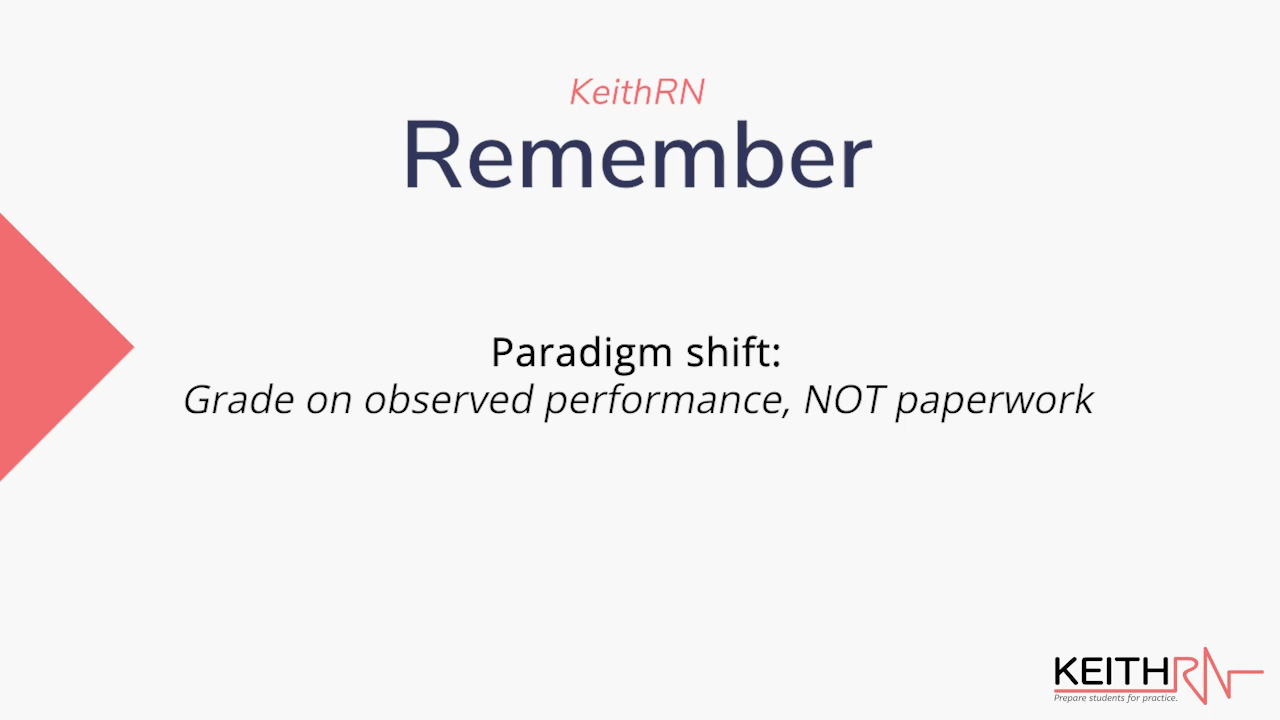 KeithRN
Remember
Paradigm shift:
Grade on observed performance, NOT paperwork
KEITHRN
Prepare students for practice.